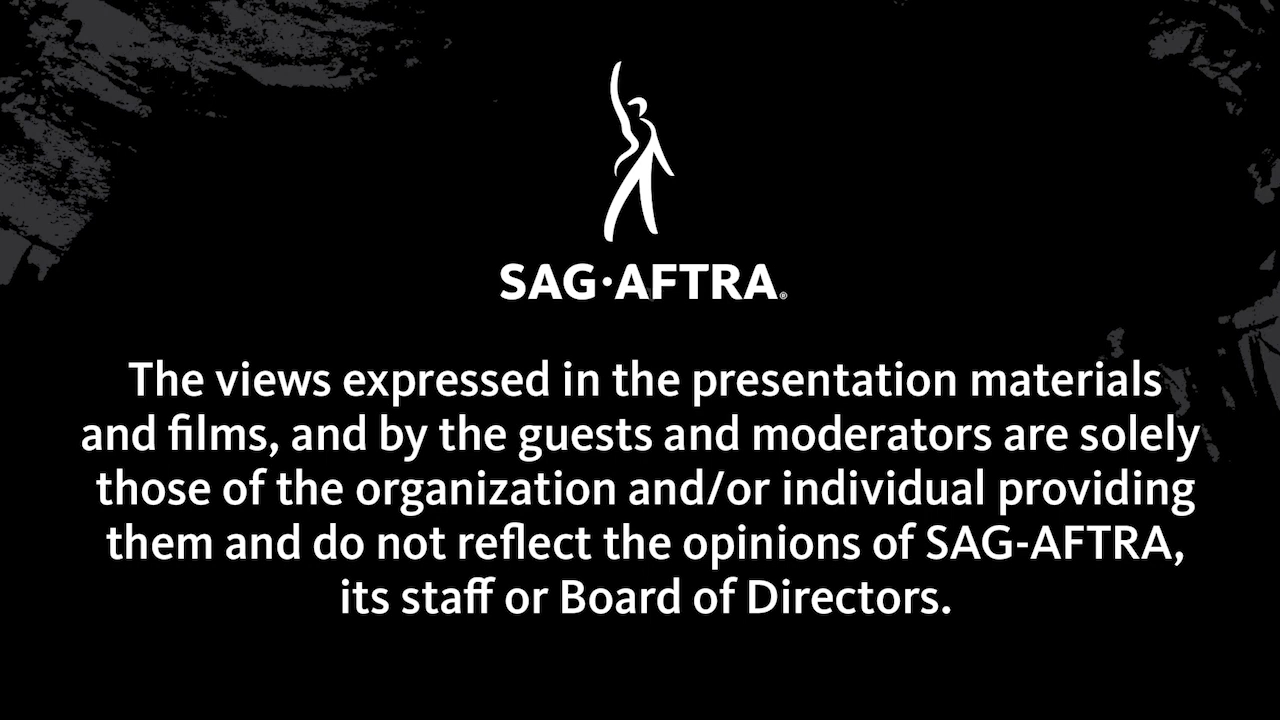 SAG·AFTRA®
The views expressed in the presentation materials
and films, and by the guests and moderators are solely
those of the organization and/or individual providing
them and do not reflect the opinions of SAG-AFTRA,
its staff or Board of Directors.